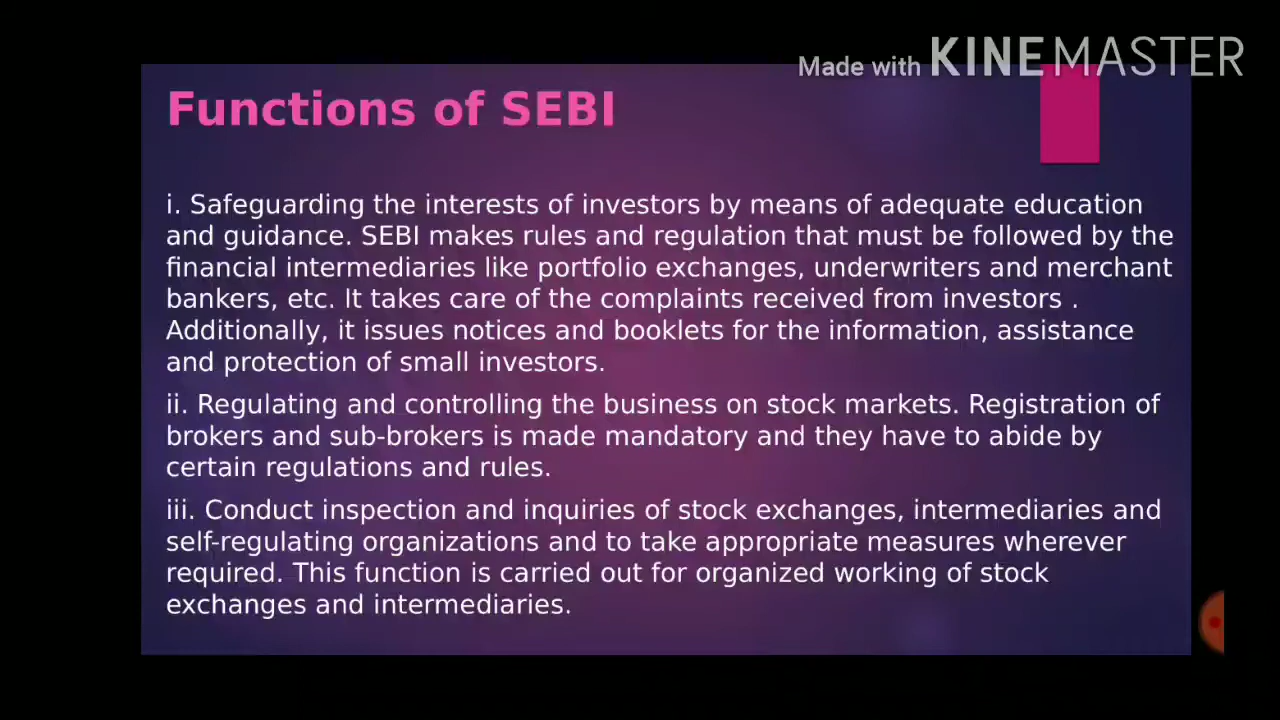 Made with KINEMASTER
Functions of SEBI
i. Safeguarding the interests of investors by means of adequate education
and guidance. SEBI makes rules and regulation that must be followed by the
financial intermediaries like portfolio exchanges, underwriters and merchant
bankers, etc. It takes care of the complaints received from investors .
Additionally, it issues notices and booklets for the information, assistance
and protection of small investors.
ii. Regulating and controlling the business on stock markets. Registration of
brokers and sub-brokers is made mandatory and they have to abide by
certain regulations and rules.
iii. Conduct inspection and inquiries of stock exchanges, intermediaries and
self-regulating organizations and to take appropriate measures wherever
required. This function is carried out for organized working of stock
exchanges and intermediaries.